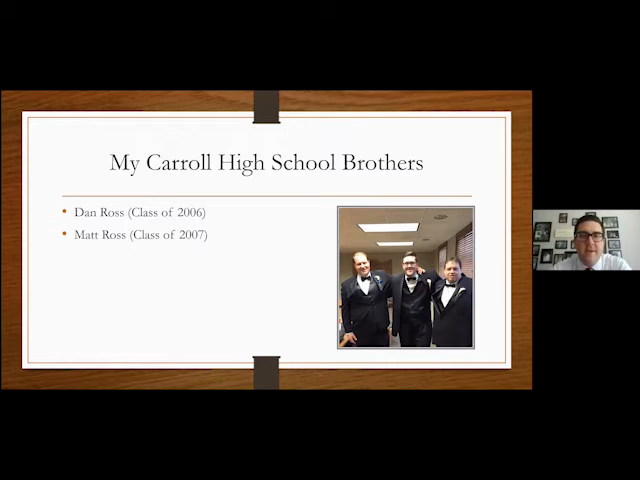 My Carroll High School Brothers
• Dan Ross (Class of 2006)
• Matt Ross (Class of 2007)